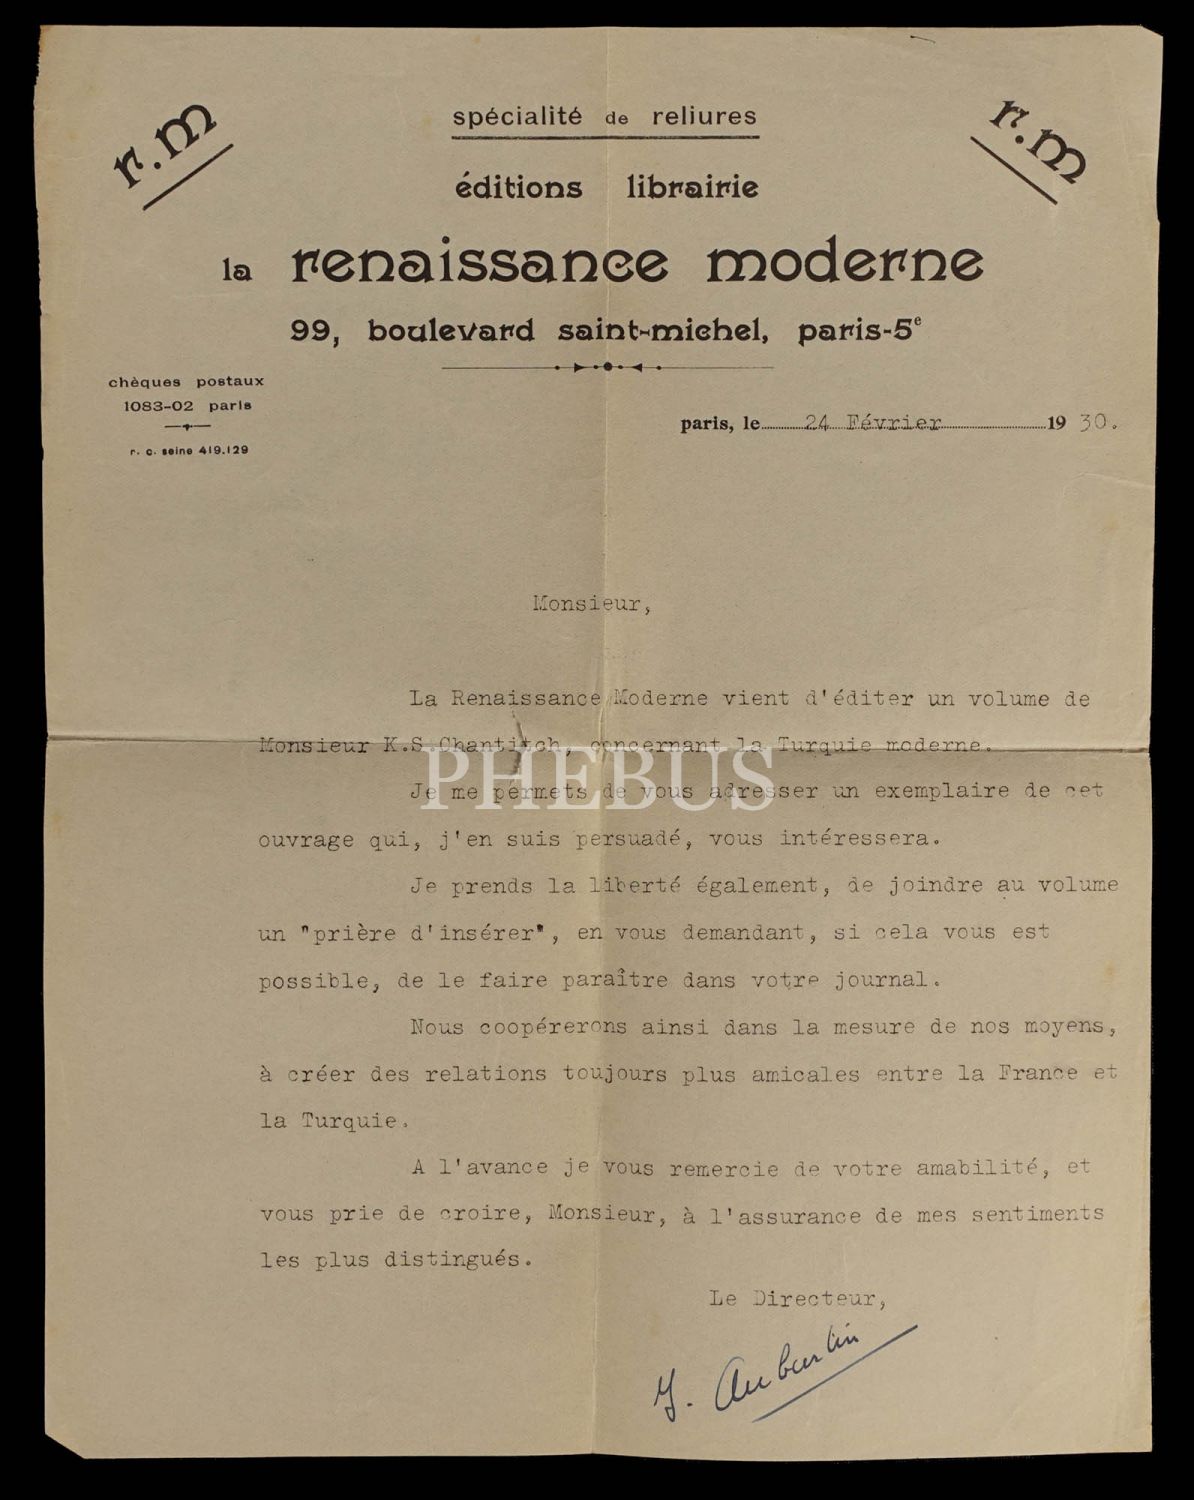 r.m
r.m
spécialité de reliures
éditions librairie
la renaissance moderne
99, boulevard saint-michel, paris-5e
chèques postaux
1083-02 paris
r. c. seine 419.129
paris, le 24 Février 19 30.
Monsieur,
La Renaissance Moderne vient d'éditer un volume de
Monsieur K.S Chantitch, concernant la Turquie moderne.
PHEBUS
Je me permets de vous adresser un exemplaire de cet
ouvrage qui, j'en suis persuadé, vous intéressera.
Je prends la liberté également, de joindre au volume
un "prière d'insérer", en vous demandant, si cela vous est
possible, de le faire paraître dans votre journal.
Nous coopérerons ainsi dans la mesure de nos moyens,
à créer des relations toujours plus amicales entre la France et
la Turquie.
A l'avance je vous remercie de votre amabilité, et
vous prie de croire, Monsieur, à l'assurance de mes sentiments
les plus distingués.
Le Directeur,